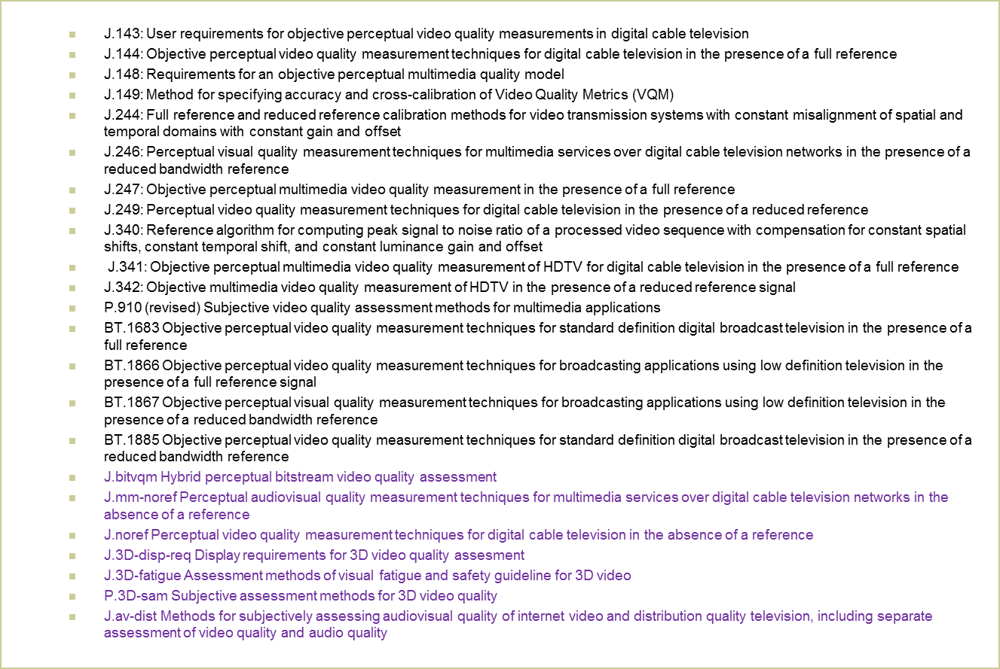 J.143: User requirements for objective perceptual video quality measurements in digital cable television
J.144: Objective perceptual video quality measurement techniques for digital cable television in the presence of a full reference
J.148: Requirements for an objective perceptual multimedia quality model
J.149: Method for specifying accuracy and cross-calibration of Video Quality Metrics (VQM)
J.244: Full reference and reduced reference calibration methods for video transmission systems with constant misalignment of spatial and
temporal domains with constant gain and offset
J.246: Perceptual visual quality measurement techniques for multimedia services over digital cable television networks in the presence of a
reduced bandwidth reference
J.247: Objective perceptual multimedia video quality measurement in the presence of a full reference
J.249: Perceptual video quality measurement techniques for digital cable television in the presence of a reduced reference
J.340: Reference algorithm for computing peak signal to noise ratio of a processed video sequence with compensation for constant spatial
shifts, constant temporal shift, and constant luminance gain and offset
J.341: Objective perceptual multimedia video quality measurement of HDTV for digital cable television in the presence of a full reference
J.342: Objective multimedia video quality measurement of HDTV in the presence of a reduced reference signal
P.910 (revised) Subjective video quality assessment methods for multimedia applications
BT.1683 Objective perceptual video quality measurement techniques for standard definition digital broadcast television in the presence of a
full reference
BT.1866 Objective perceptual video quality measurement techniques for broadcasting applications using low definition television in the
presence of a full reference signal
BT.1867 Objective perceptual visual quality measurement techniques for broadcasting applications using low definition television in the
presence of a reduced bandwidth reference
BT.1885 Objective perceptual video quality measurement techniques for standard definition digital broadcast television in the presence of a
reduced bandwidth reference
J.bitvqm Hybrid perceptual bitstream video quality assessment
J.mm-noref Perceptual audiovisual quality measurement techniques for multimedia services over digital cable television networks in the
absence of a reference
J.noref Perceptual video quality measurement techniques for digital cable television in the absence of a reference
J.3D-disp-req Display requirements for 3D video quality assesment
J.3D-fatigue Assessment methods of visual fatigue and safety guideline for 3D video
P.3D-sam Subjective assessment methods for 3D video quality
J.av-dist Methods for subjectively assessing audiovisual quality of internet video and distribution quality television, including separate
assessment of video quality and audio quality